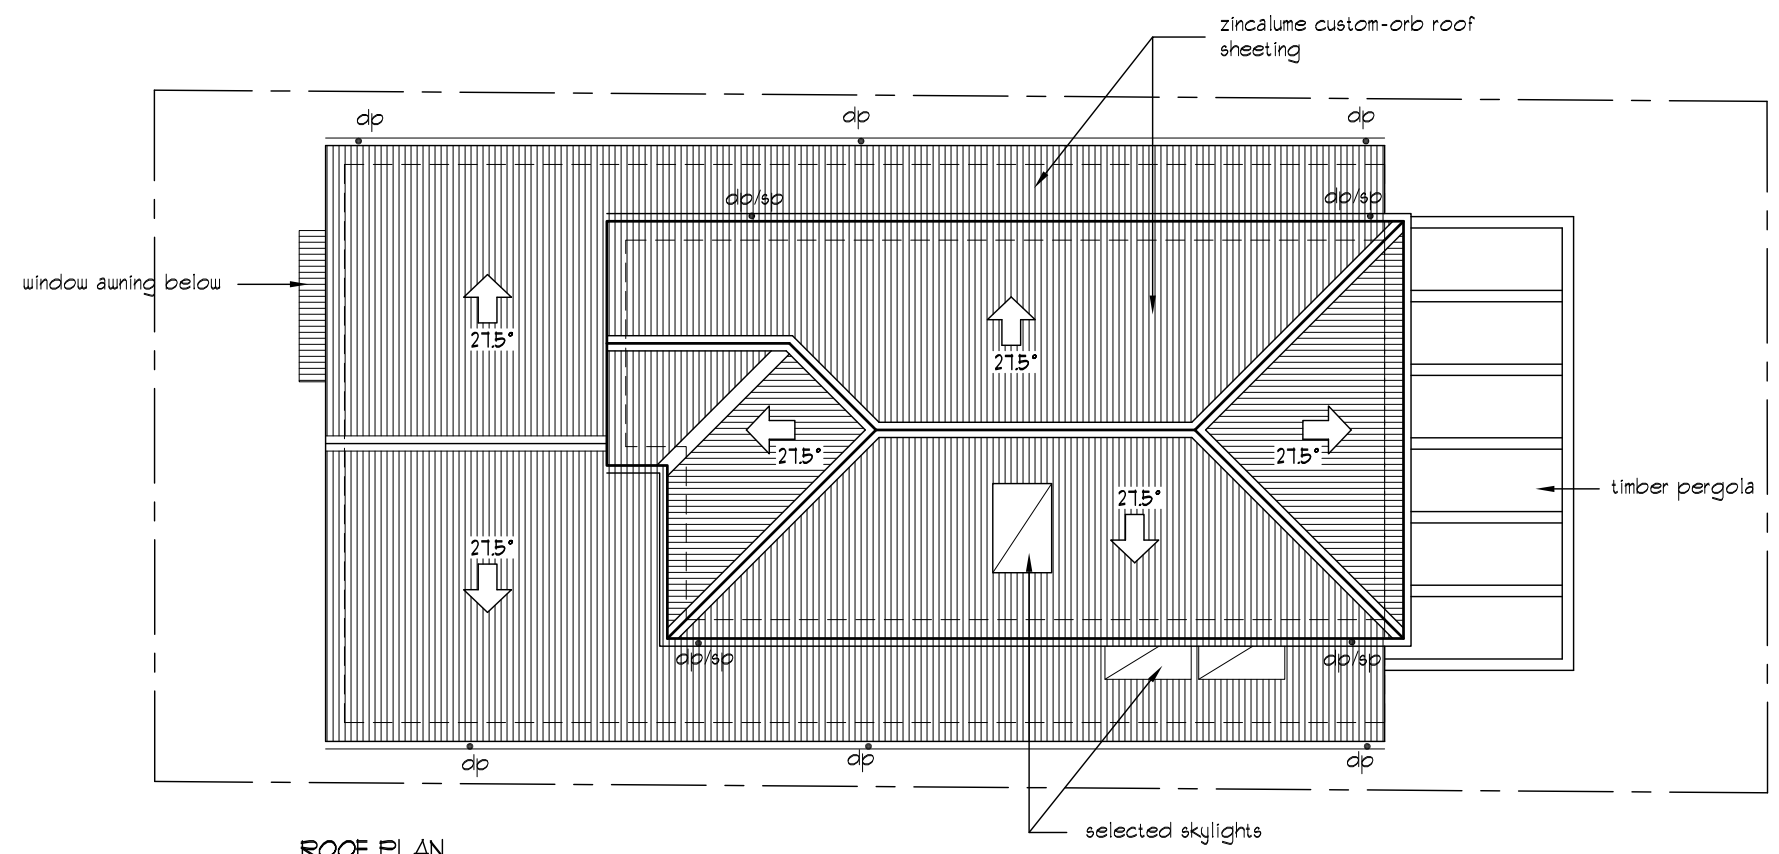 zincalume custom-orb roof
sheeting
dp
dp
dp
dp/sp
dp/sp
window awning below
27.5°
27.5°
27.5°
27.5°
timber pergola
27.5°
27.5°
dp/sp
dp/sp
dp
dp
dp
selected skylights
ROOF PLAN